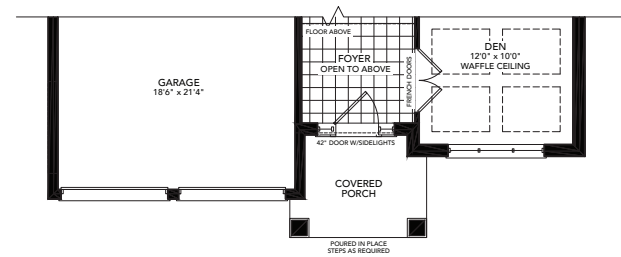 FLOOR ABOVE
FOYER
OPEN TO ABOVE
FRENCH DOORS
DEN
12'0" x 10'0"
WAFFLE CEILING
GARAGE
18'6" x 21'4"
42" DOOR W/SIDELIGHTS
COVERED
PORCH
POURED IN PLACE
STEPS AS REQUIRED